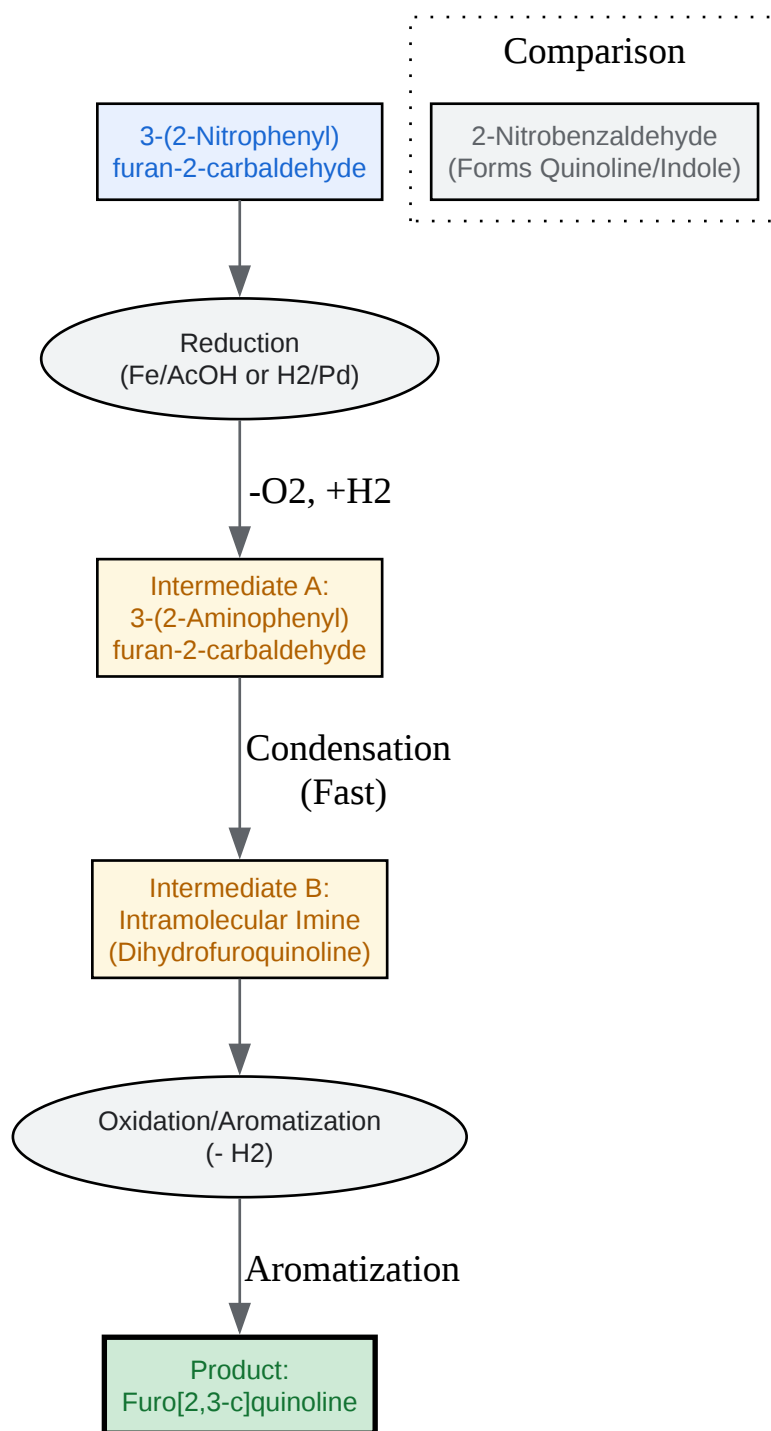 Comparison
3-(2-Nitrophenyl)
furan-2-carbaldehyde
2-Nitrobenzaldehyde
(Forms Quinoline/Indole)
Reduction
(Fe/AcOH or H2/Pd)
-O2, +H2
Intermediate A:
3-(2-Aminophenyl)
furan-2-carbaldehyde
Condensation
(Fast)
Intermediate B:
Intramolecular Imine
(Dihydrofuroquinoline)
Oxidation/Aromatization
(- H2)
Aromatization
Product:
Furo[2,3-c]quinoline